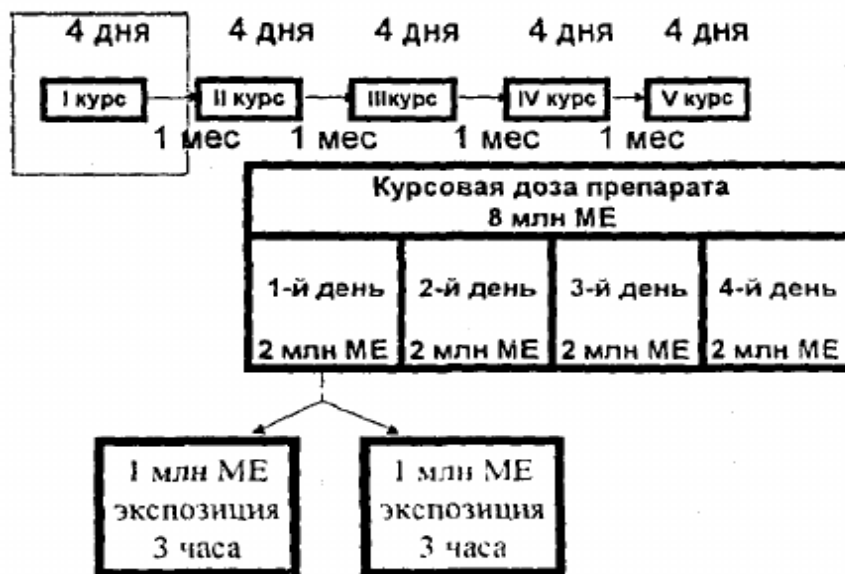 4 дня 4 дня 4 дня 4 дня 4 дня
I курс II курс IIIкурс IV курс V курс
1 мес 1 мес 1 мес 1 мес
Курсовая доза препарата
8 млн МЕ
1-й день 2-й день 3-й день 4-й день
2 млн МЕ 2 млн МЕ 2 млн МЕ 2 млн МЕ
1 млн МЕ 1 млн МЕ
экспозиция экспозиция
3 часа 3 часа